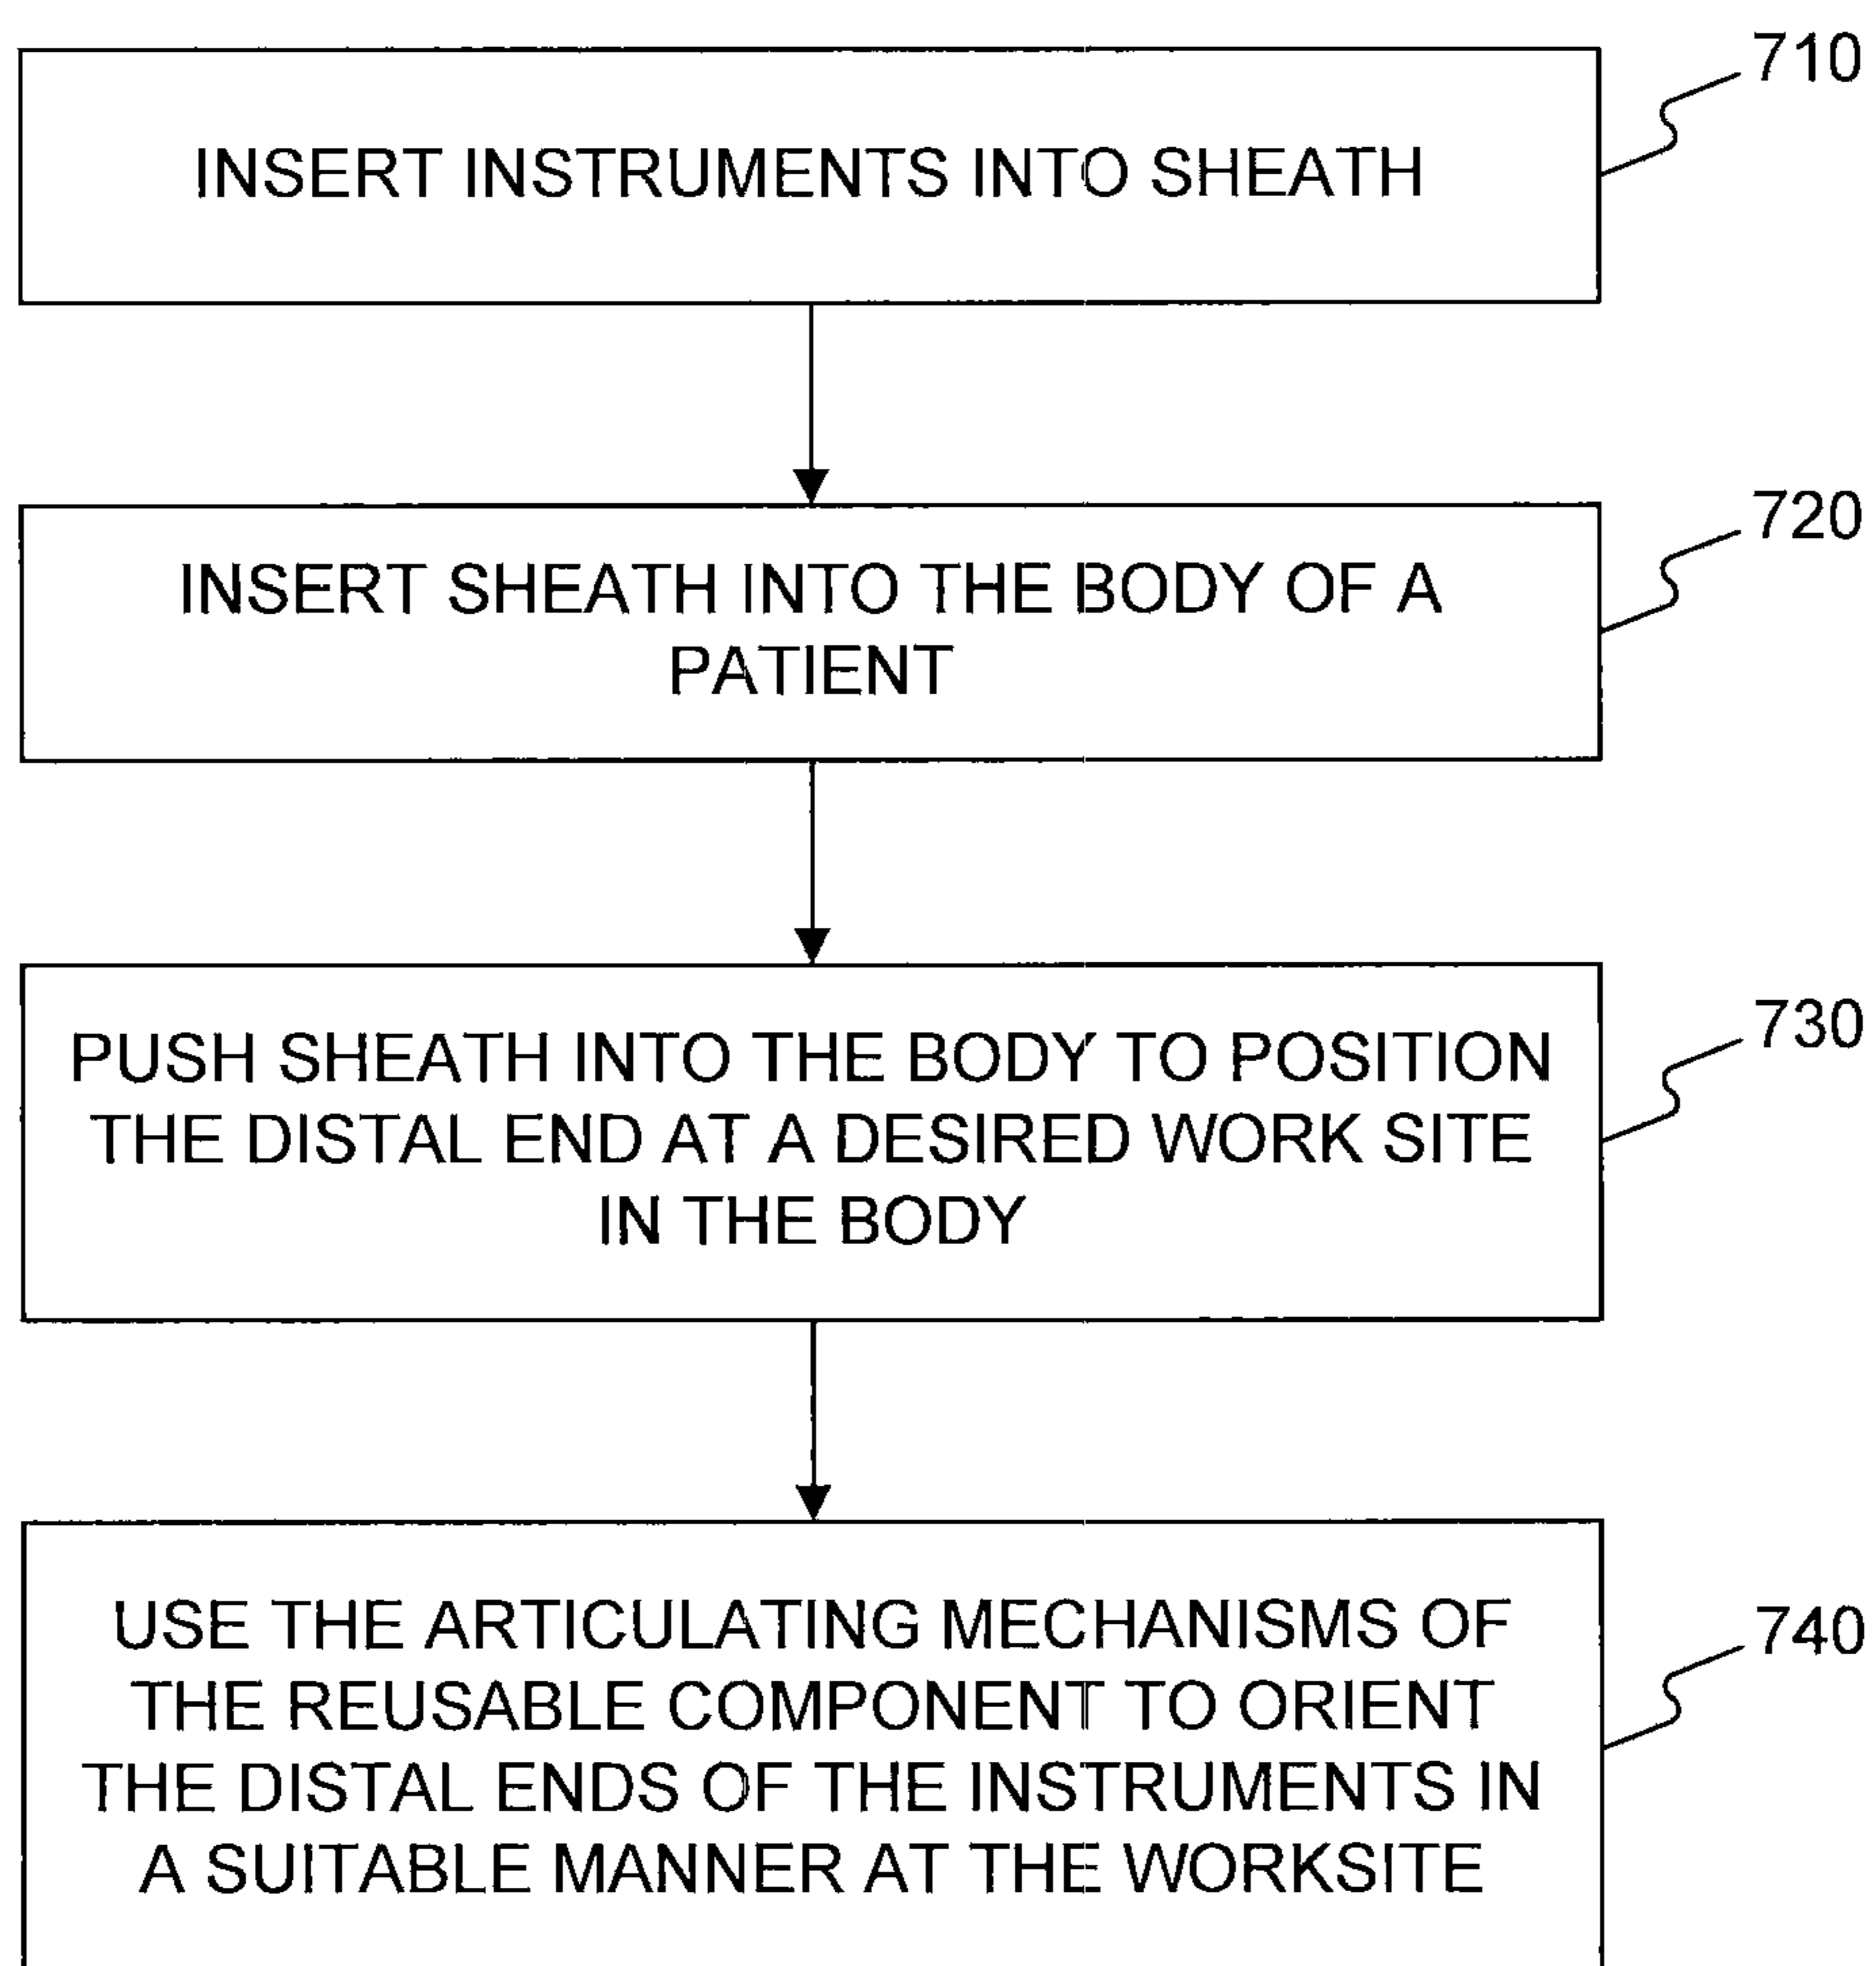 710
INSERT INSTRUMENTS INTO SHEATH
720
INSERT SHEATH INTO THE BODY OF A
PATIENT
730
PUSH SHEATH INTO THE BODY TO POSITION
THE DISTAL END AT A DESIRED WORK SITE
IN THE BODY
740
USE THE ARTICULATING MECHANISMS OF
THE REUSABLE COMPONENT TO ORIENT
THE DISTAL ENDS OF THE INSTRUMENTS IN
A SUITABLE MANNER AT THE WORKSITE